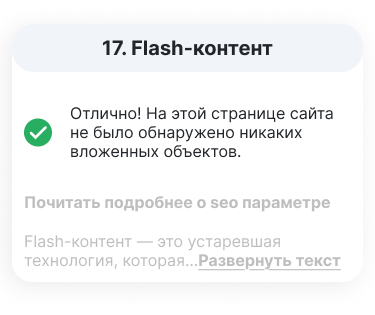 17. Flash-контент
Отлично! На этой странице сайта
не было обнаружено никаких
вложенных объектов.
Почитать подробнее о seo параметре
Flash-контент — это устаревшая
технология, которая...Развернуть текст